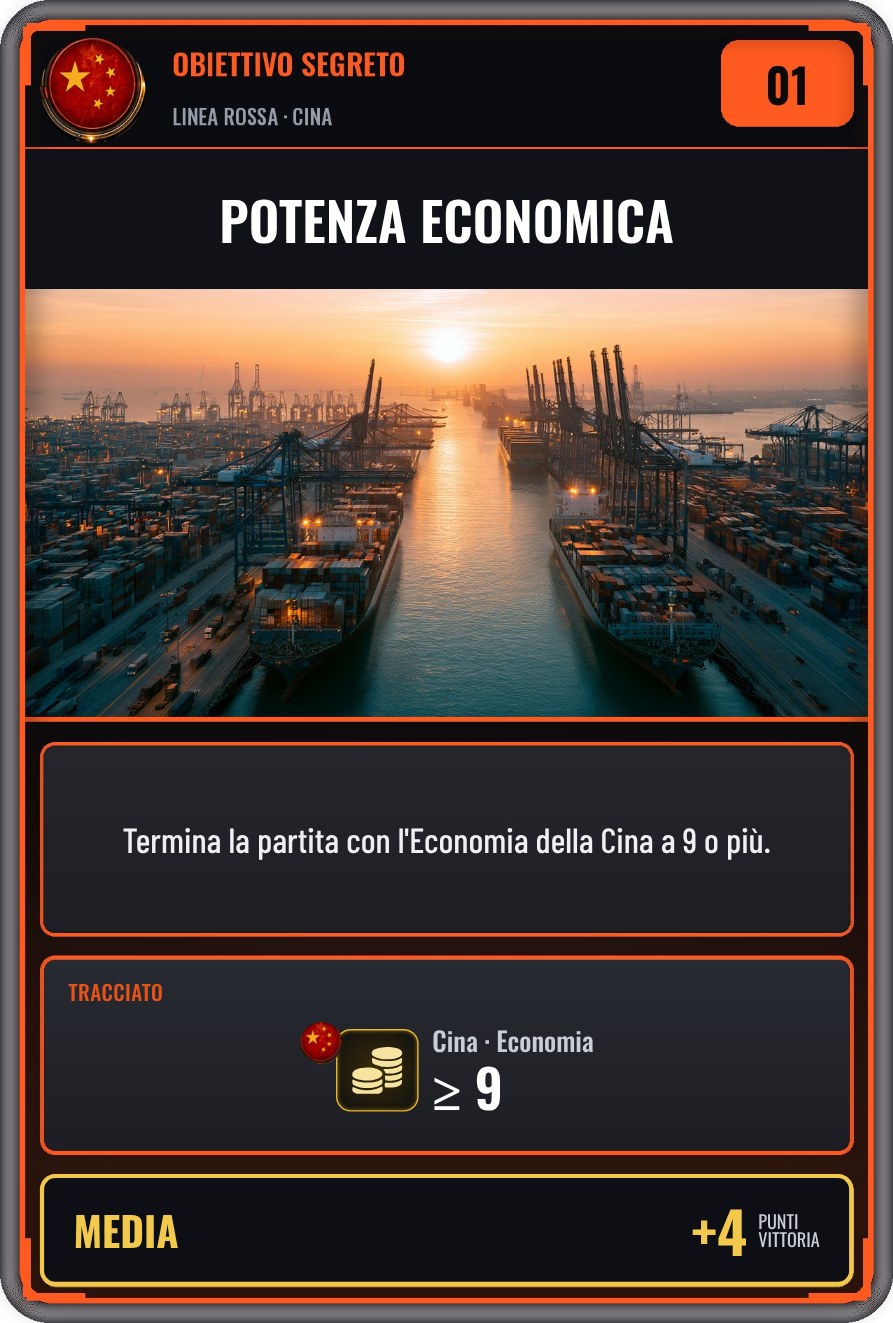 OBIETTIVO SEGRETO
01
LINEA ROSSA · CINA
POTENZA ECONOMICA
Termina la partita con l'Economia della Cina a 9 o più.
TRACCIATO
Cina · Economia
≥ 9
MEDIA
+4
PUNTI
VITTORIA